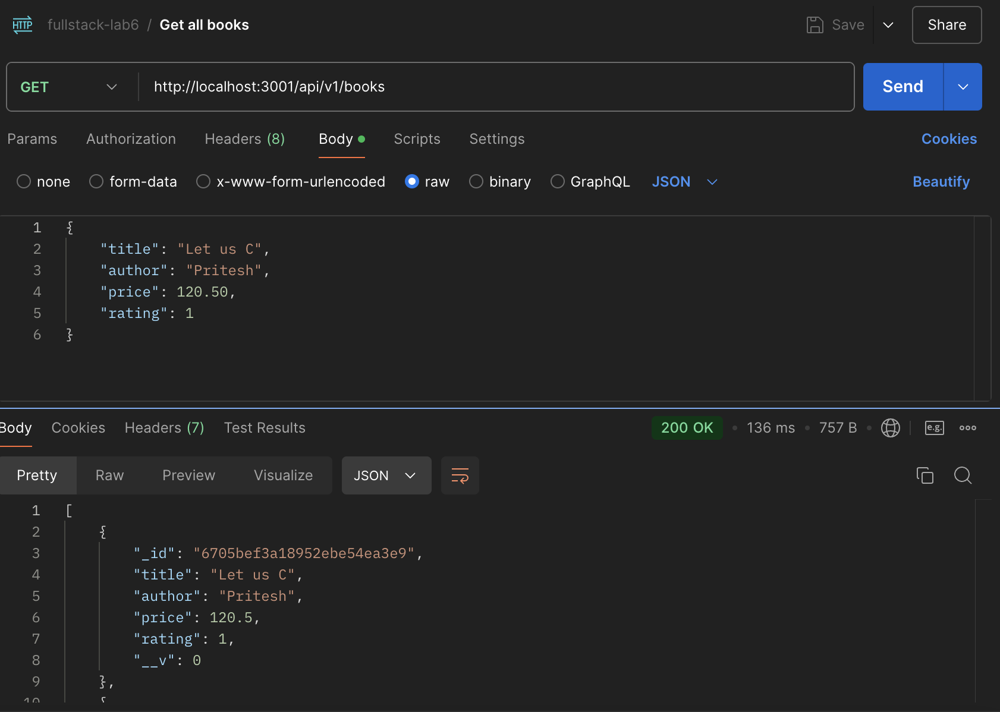 HTTP fullstack-lab6 / Get all books Save Share
GET http://localhost:3001/api/v1/books Send
Params Authorization Headers (8) Body Scripts Settings Cookies
none form-data x-www-form-urlencoded raw binary GraphQL JSON Beautify
1 {
2 "title": "Let us C",
3 "author": "Pritesh",
4 "price": 120.50,
5 "rating": 1
6 }
Body Cookies Headers (7) Test Results 200 OK • 136 ms • 757 B • e.g.
Pretty Raw Preview Visualize JSON
1 [
2 {
3 "_id": "6705bef3a18952ebe54ea3e9",
4 "title": "Let us C",
5 "author": "Pritesh",
6 "price": 120.5,
7 "rating": 1,
8 "__v": 0
9 },
10 {